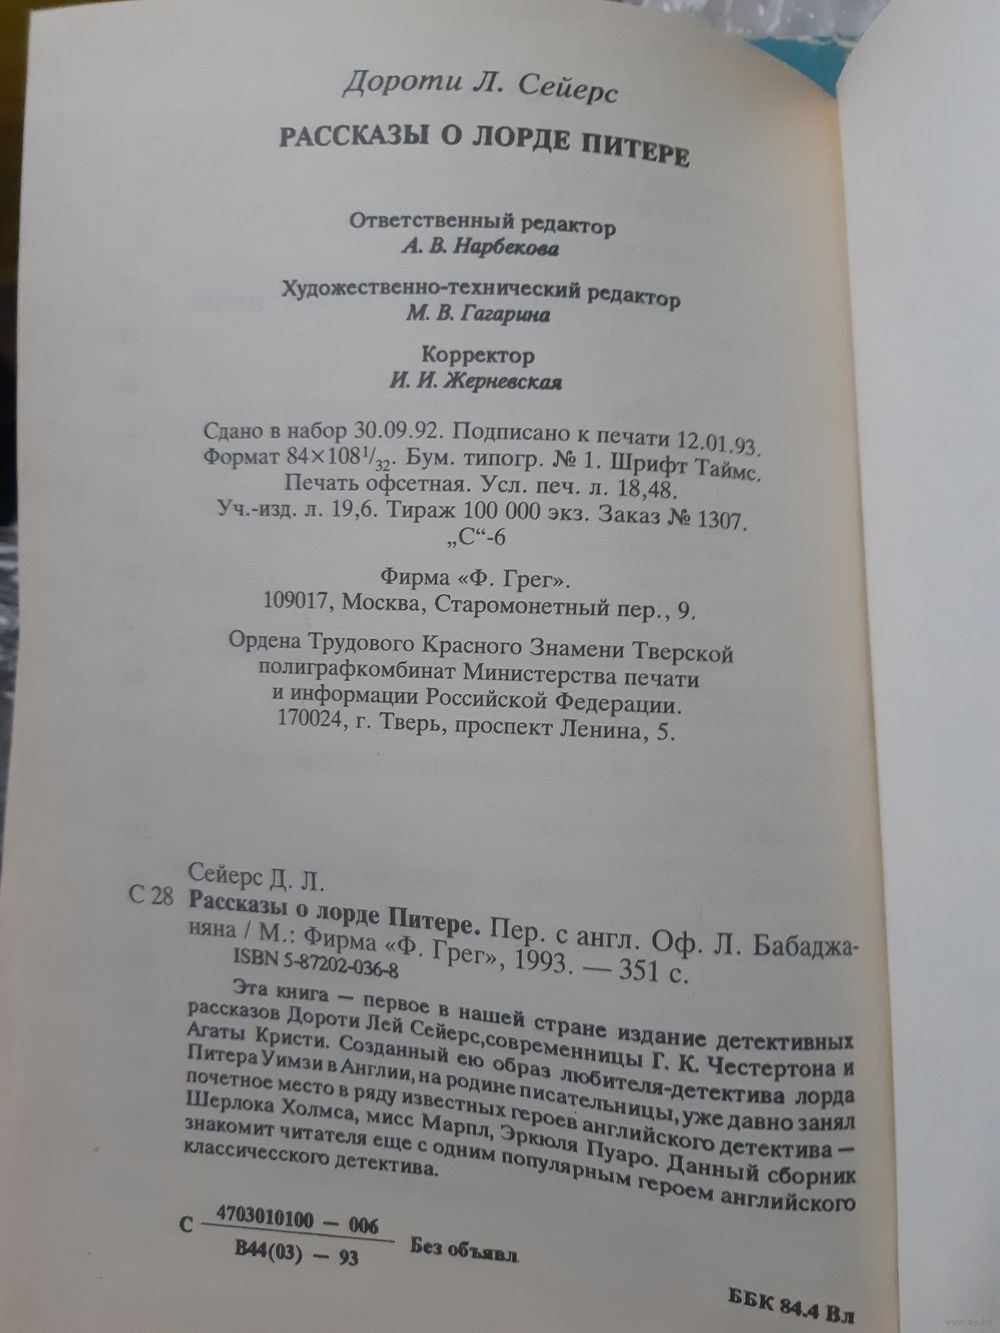 Дороти Л. Сейерс
РАССКАЗЫ О ЛОРДЕ ПИТЕРЕ
Ответственный редактор
А. В. Нарбекова
Художественно-технический редактор
М. В. Гагарина
Корректор
И. И. Жерневская
Сдано в набор 30.09.92. Подписано к печати 12.01.93.
Формат 84×108¹/₃₂. Бум. типогр. № 1. Шрифт Таймс.
Печать офсетная. Усл. печ. л. 18,48.
Уч.-изд. л. 19,6. Тираж 100 000 экз. Заказ № 1307.
„С“-6
Фирма «Ф. Грег».
109017, Москва, Старомонетный пер., 9.
Ордена Трудового Красного Знамени Тверской
полиграфкомбинат Министерства печати
и информации Российской Федерации.
170024, г. Тверь, проспект Ленина, 5.
Сейерс Д. Л.
С 28 Рассказы о лорде Питере. Пер. с англ. Оф. Л. Бабаджа-
няна / М.: Фирма «Ф. Грег», 1993. — 351 с.
ISBN 5-87202-036-8
Эта книга — первое в нашей стране издание детективных
рассказов Дороти Лей Сейерс,современницы Г. К. Честертона и
Агаты Кристи. Созданный ею образ любителя-детектива лорда
Питера Уимзи в Англии, на родине писательницы, уже давно занял
почетное место в ряду известных героев английского детектива —
Шерлока Холмса, мисс Марпл, Эркюля Пуаро. Данный сборник
знакомит читателя еще с одним популярным героем английского
классичесского детектива.
С 4703010100 — 006
В44(03) — 93
Без объявл
ББК 84.4 Вл
www.ay.by